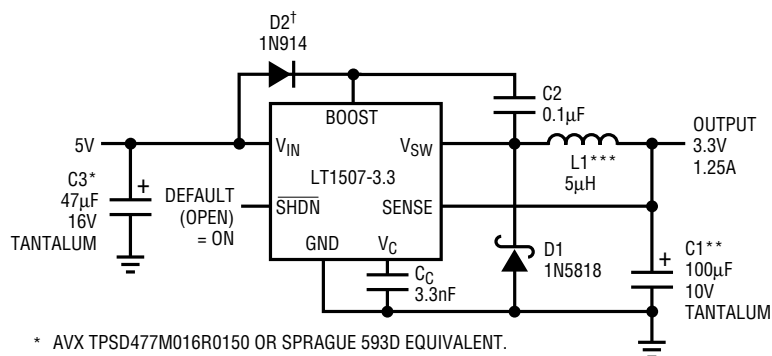 D2†
1N914
C2
0.1µF
BOOST
5V
VIN
VSW
OUTPUT
3.3V
1.25A
LT1507-3.3
L1***
5µH
C3*
47µF
16V
TANTALUM
+
DEFAULT
(OPEN)
= ON
SHDN
SENSE
GND
VC
D1
1N5818
CC
3.3nF
+
C1**
100µF
10V
TANTALUM
* AVX TPSD477M016R0150 OR SPRAGUE 593D EQUIVALENT.